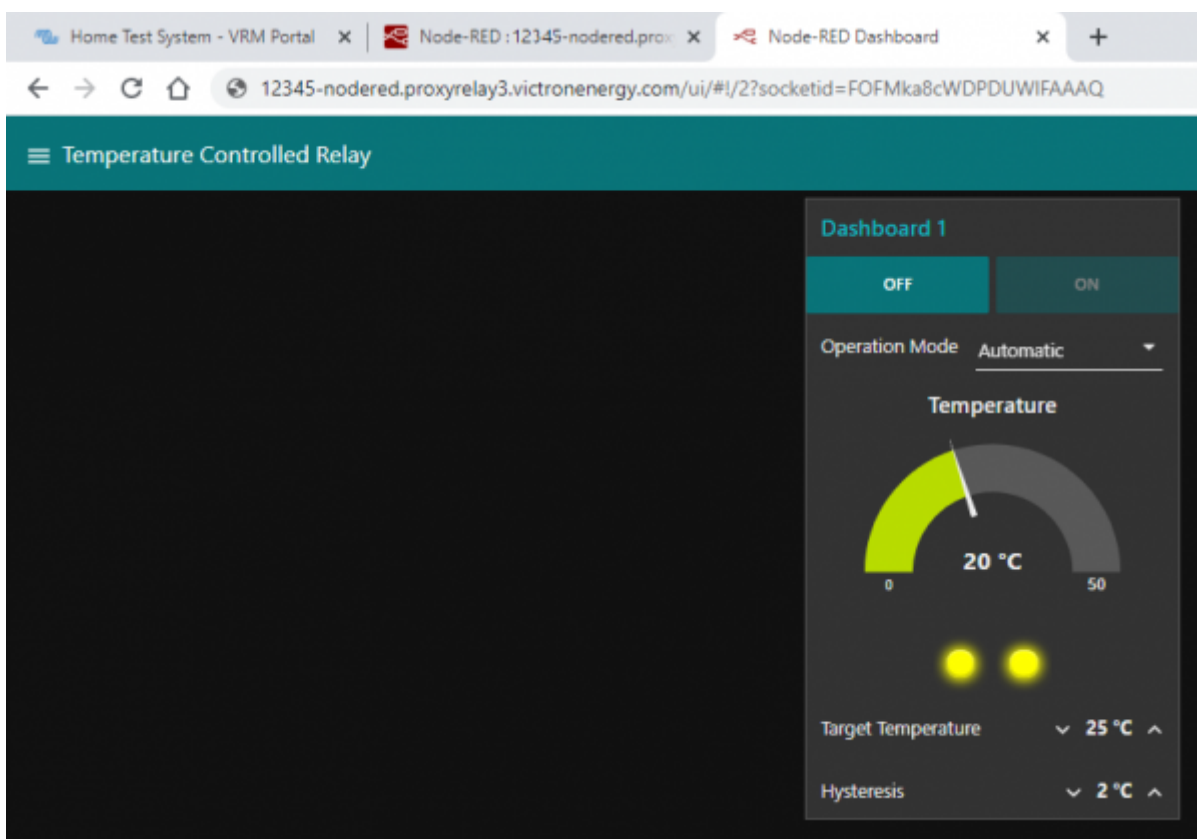 Home Test System - VRM Portal
Node-RED : 12345-nodered.prox
Node-RED Dashboard
12345-nodered.proxyrelay3.victronenergy.com/ui/#!/2?socketid=FOFMka8cWDPDUWIFAAAQ
Temperature Controlled Relay
Dashboard 1
OFF ON
Operation Mode Automatic
Temperature
20 °C
0 50
Target Temperature 25 °C
Hysteresis 2 °C